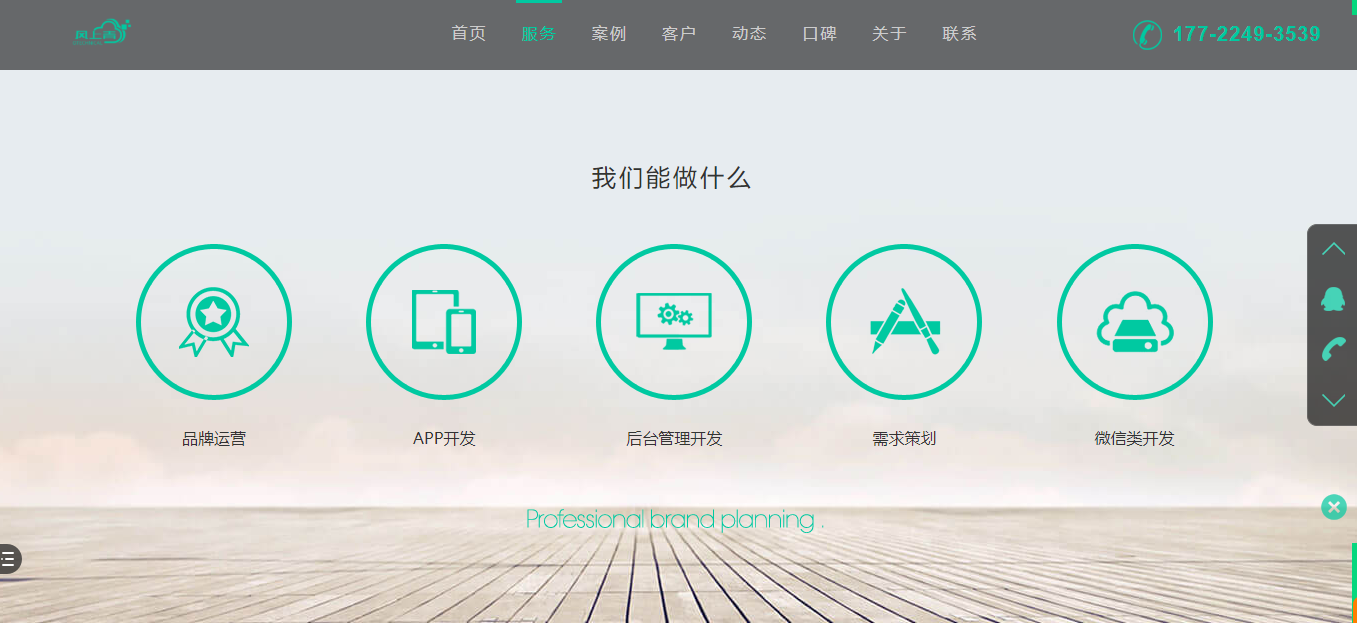 风上云
首页 服务 案例 客户 动态 口碑 关于 联系
177-2249-3539
我们能做什么
品牌运营 APP开发 后台管理开发 需求策划 微信类开发
Professional brand planning .